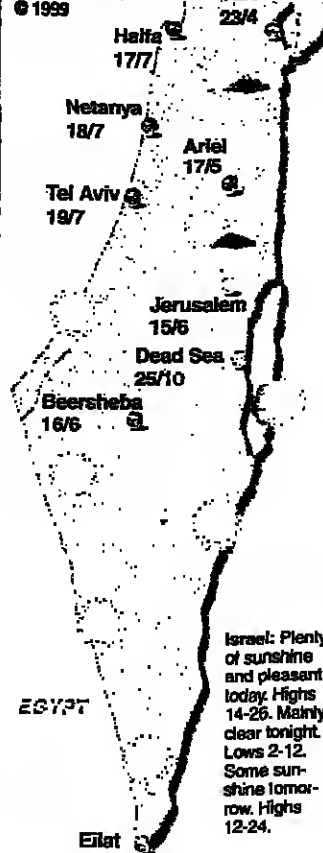 © 1999
23/4
Haifa
17/7
Netanya
18/7
Ariel
17/5
Tel Aviv
19/7
Jerusalem
15/6
Dead Sea
25/10
Beersheba
16/6
Israel: Plenty
of sunshine
and pleasant
today. Highs
14-26. Mainly
clear tonight.
Lows 2-12.
Some sun-
shine tomor-
row. Highs
12-24.
EGYPT
Eilat